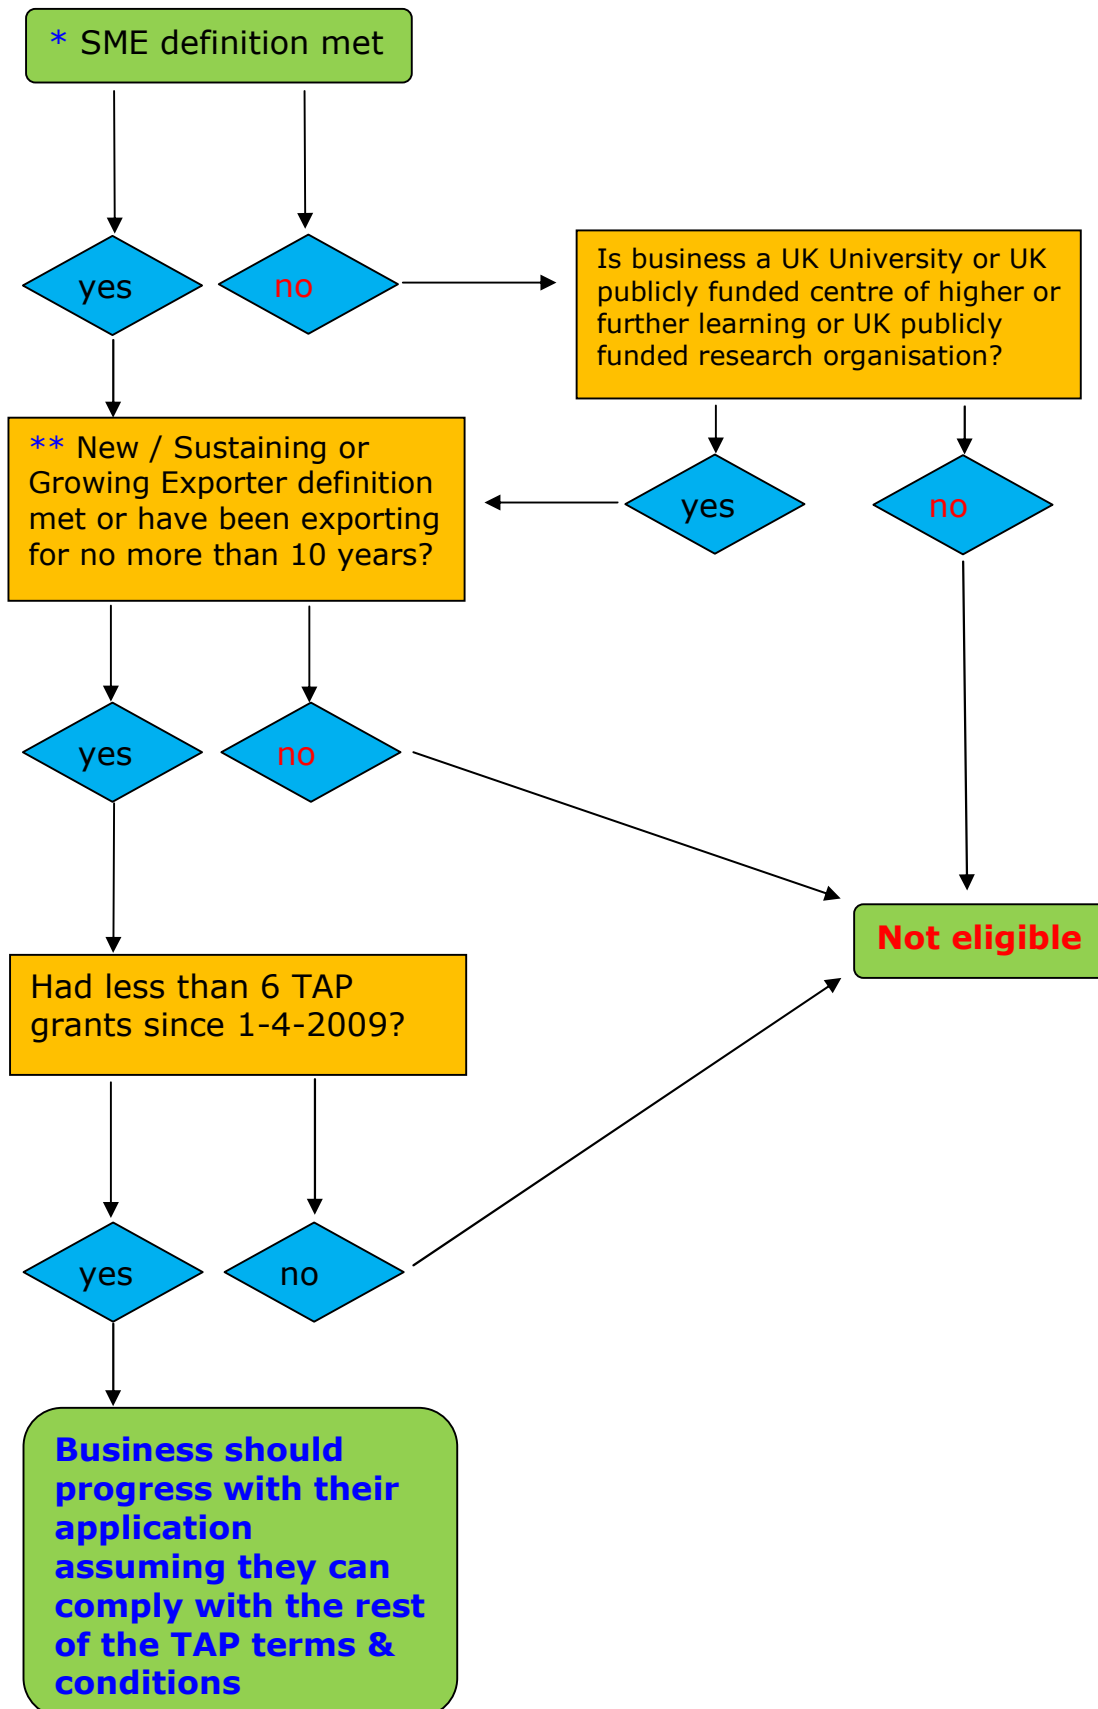 * SME definition met
yes
no
Is business a UK University or UK
publicly funded centre of higher or
further learning or UK publicly
funded research organisation?
** New / Sustaining or
Growing Exporter definition
met or have been exporting
for no more than 10 years?
yes
no
yes
no
Not eligible
Had less than 6 TAP
grants since 1-4-2009?
yes
no
Business should
progress with their
application
assuming they can
comply with the rest
of the TAP terms &
conditions